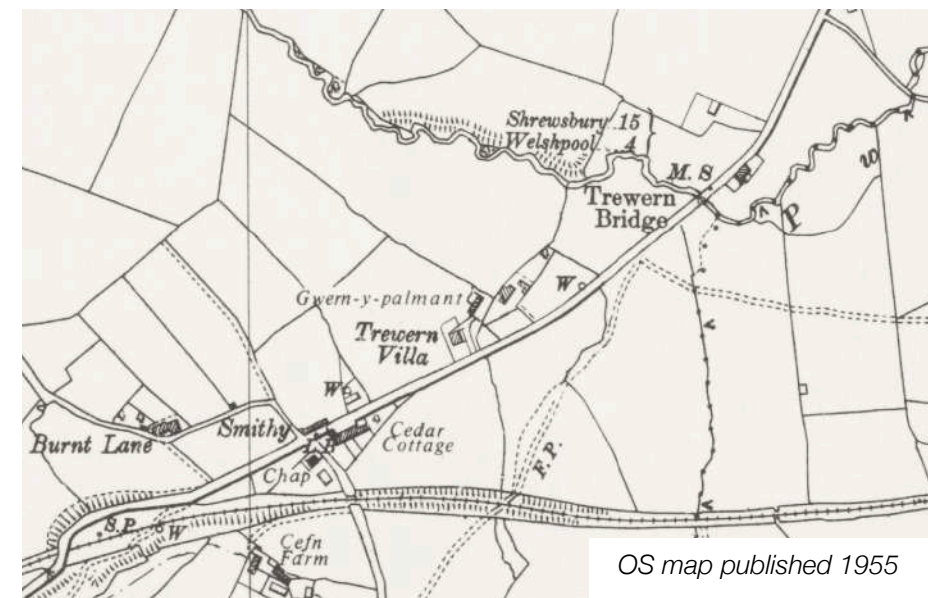 Shrewsbury 15
Welshpool 4
M. S
Trewern
Bridge
P
W
Gwern-y-palmant
Trewern
Villa
W
Smithy
L.B
Cedar
Cottage
Burnt Lane
Chap
F.P.
S.P.
W
Cefn
Farm
OS map published 1955